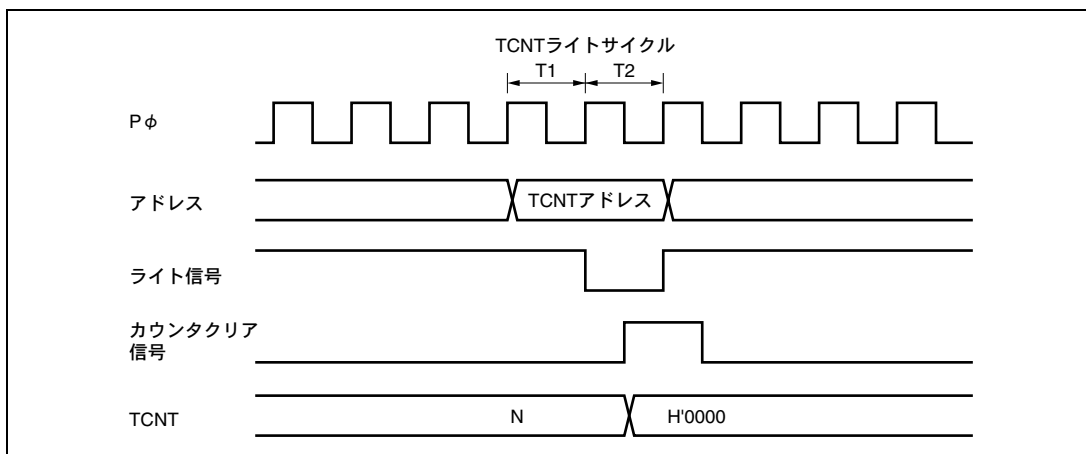 TCNTライトサイクル
T1 T2
Pφ
アドレス
TCNTアドレス
ライト信号
カウンタクリア
信号
TCNT
N
H'0000